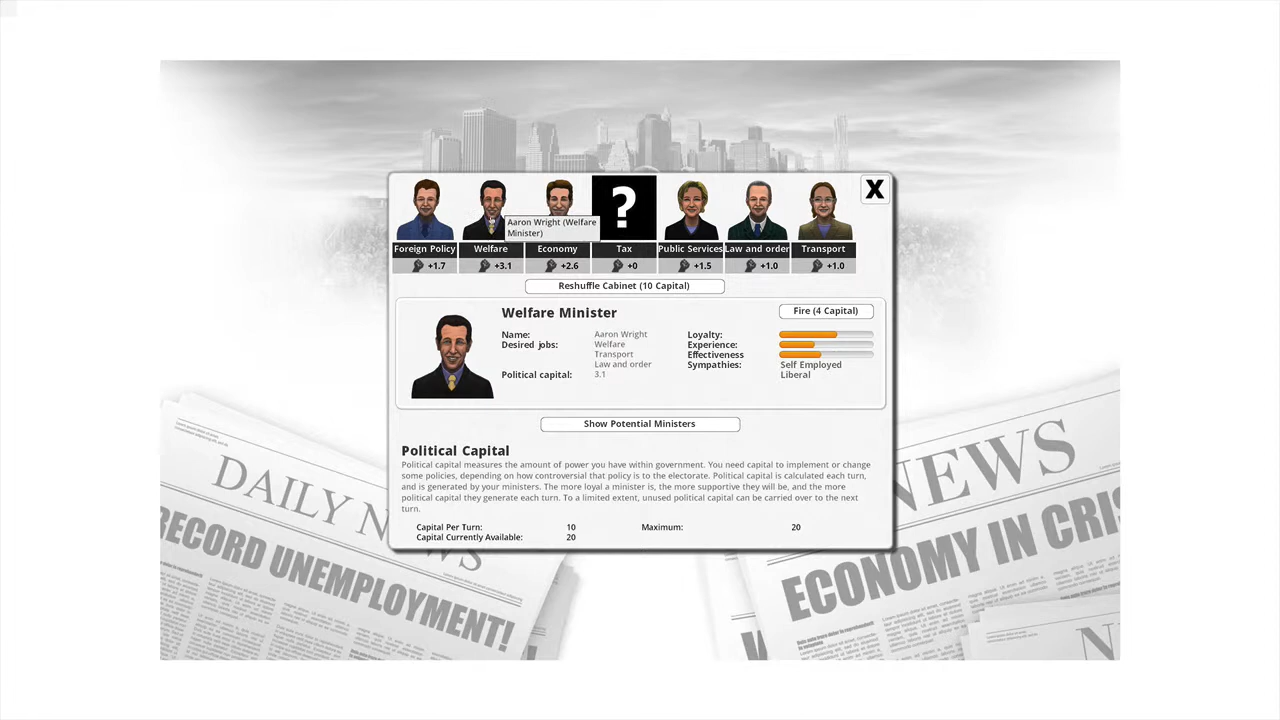 ?
X
Aaron Wright (Welfare
Minister)
Foreign Policy Welfare Economy Tax Public Services Law and order Transport
+1.7 +3.1 +2.6 +0 +1.5 +1.0 +1.0
Reshuffle Cabinet (10 Capital)
Welfare Minister
Fire (4 Capital)
Name: Aaron Wright Loyalty:
Desired jobs: Welfare Experience:
Transport Effectiveness
Law and order Sympathies: Self Employed
Political capital: 3.1 Liberal
Show Potential Ministers
Political Capital
Political capital measures the amount of power you have within government. You need capital to implement or change
some policies, depending on how controversial that policy is to the electorate. Political capital is calculated each turn,
and is generated by your ministers. The more loyal a minister is, the more supportive they will be, and the more
political capital they generate each turn. To a limited extent, unused political capital can be carried over to the next
turn.
Capital Per Turn: 10 Maximum: 20
Capital Currently Available: 20
DAILY NEWS
RECORD UNEMPLOYMENT!
NEWS
ECONOMY IN CRIS
N